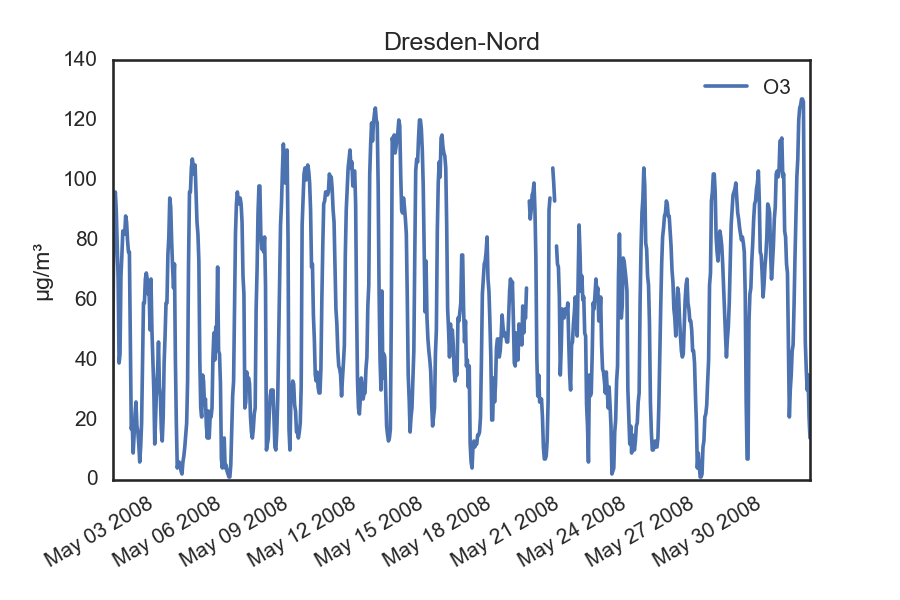 Dresden-Nord
O3
µg/m³
140
120
100
80
60
40
20
0
May 03 2008
May 06 2008
May 09 2008
May 12 2008
May 15 2008
May 18 2008
May 21 2008
May 24 2008
May 27 2008
May 30 2008